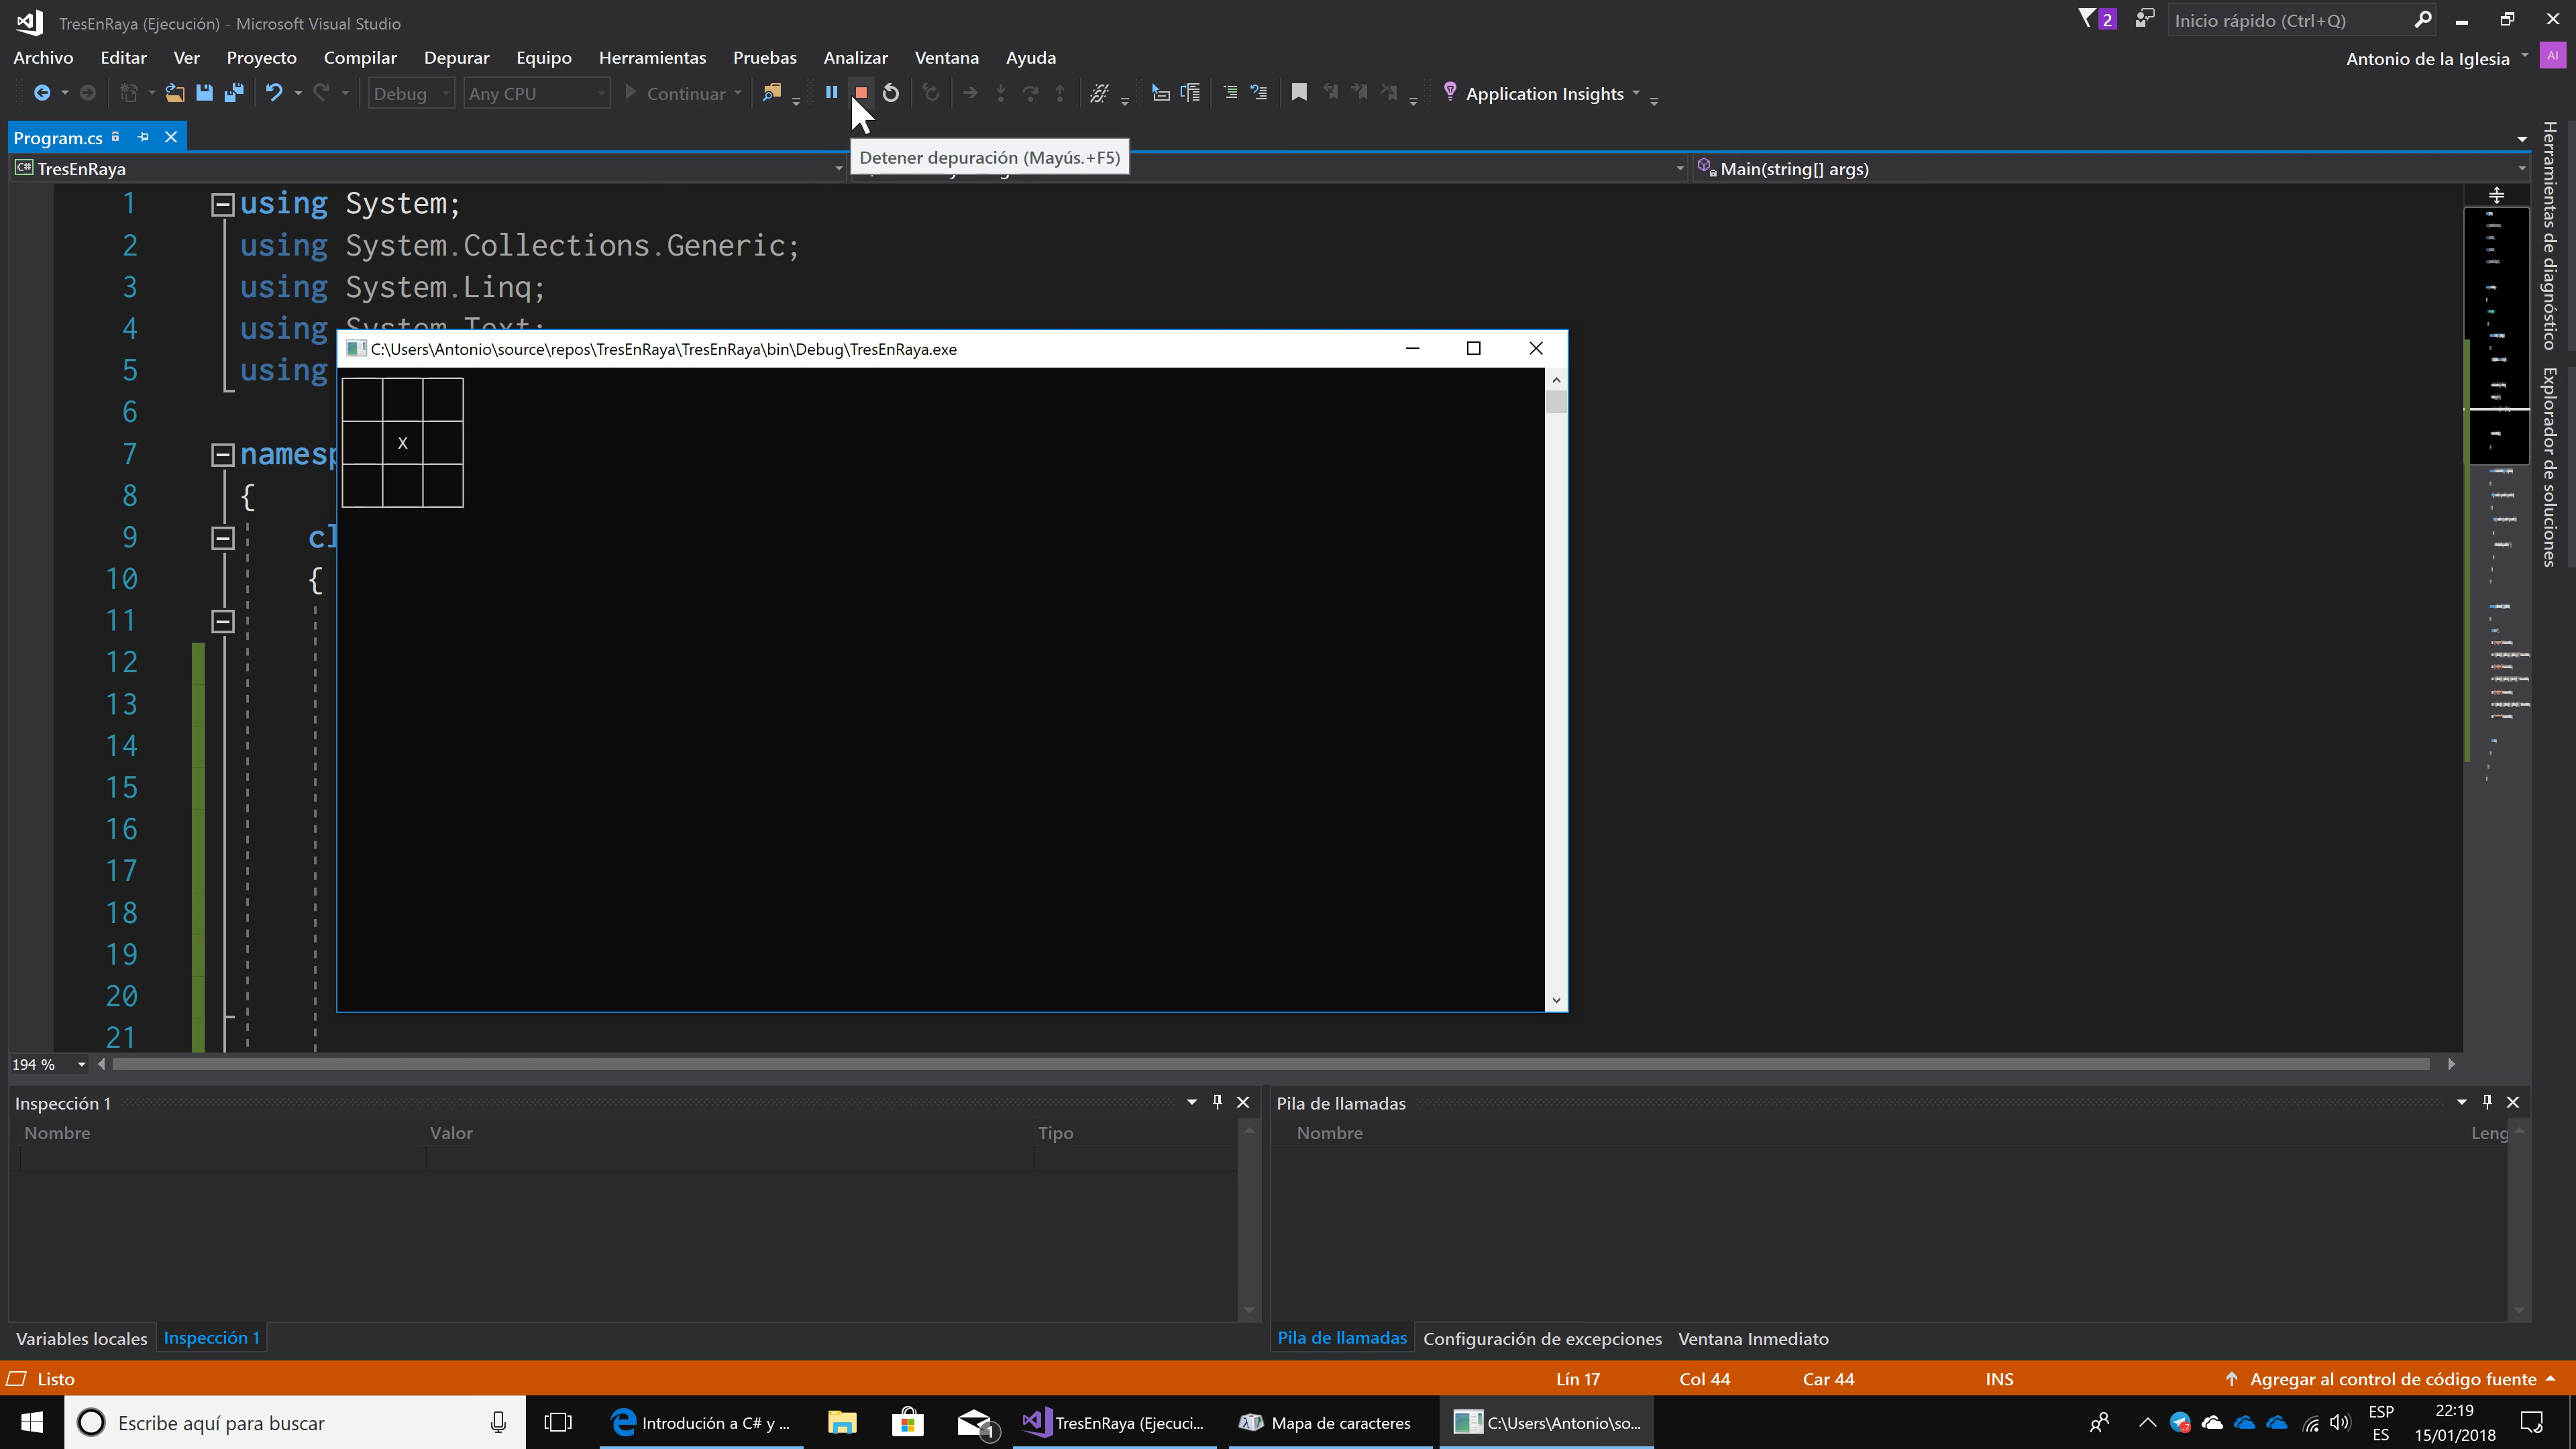 TresEnRaya (Ejecución) - Microsoft Visual Studio
2
Inicio rápido (Ctrl+Q)
Archivo Editar Ver Proyecto Compilar Depurar Equipo Herramientas Pruebas Analizar Ventana Ayuda
Antonio de la Iglesia
AI
Debug Any CPU Continuar Application Insights
Program.cs
Detener depuración (Mayús.+F5)
C# TresEnRaya
Main(string[] args)
Herramientas de diagnóstico
Explorador de soluciones
1 using System;
2 using System.Collections.Generic;
3 using System.Linq;
4 using System.Text;
5 using
6
7 namesp
8 {
9 cl
10 {
11
12
13
14
15
16
17
18
19
20
21
C:\Users\Antonio\source\repos\TresEnRaya\TresEnRaya\bin\Debug\TresEnRaya.exe
X
194 %
Inspección 1
Nombre Valor Tipo
Pila de llamadas
Nombre Leng
Variables locales Inspección 1
Pila de llamadas Configuración de excepciones Ventana Inmediato
Listo
Lín 17 Col 44 Car 44 INS
Agregar al control de código fuente
Escribe aquí para buscar
Introducción a C# y ...
1
TresEnRaya (Ejecuci...
Mapa de caracteres
C:\Users\Antonio\so...
ESP
ES
22:19
15/01/2018